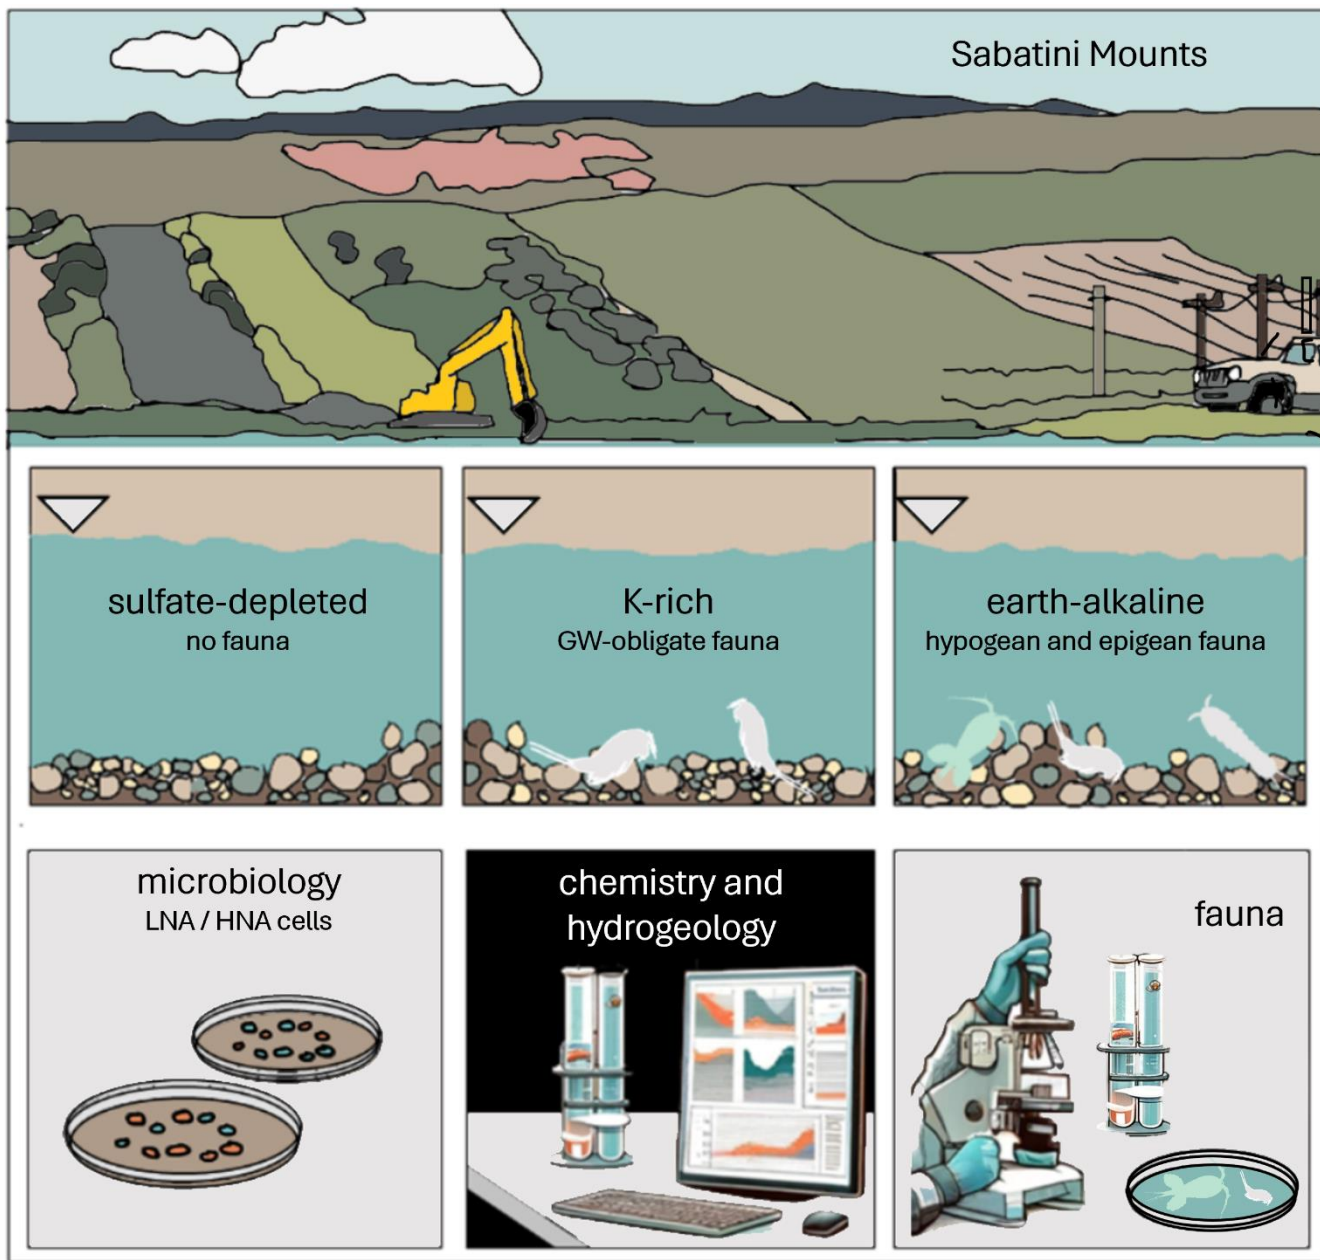 Sabatini Mounts
sulfate-depleted
no fauna
K-rich
GW-obligate fauna
earth-alkaline
hypogean and epigean fauna
microbiology
LNA / HNA cells
chemistry and
hydrogeology
fauna